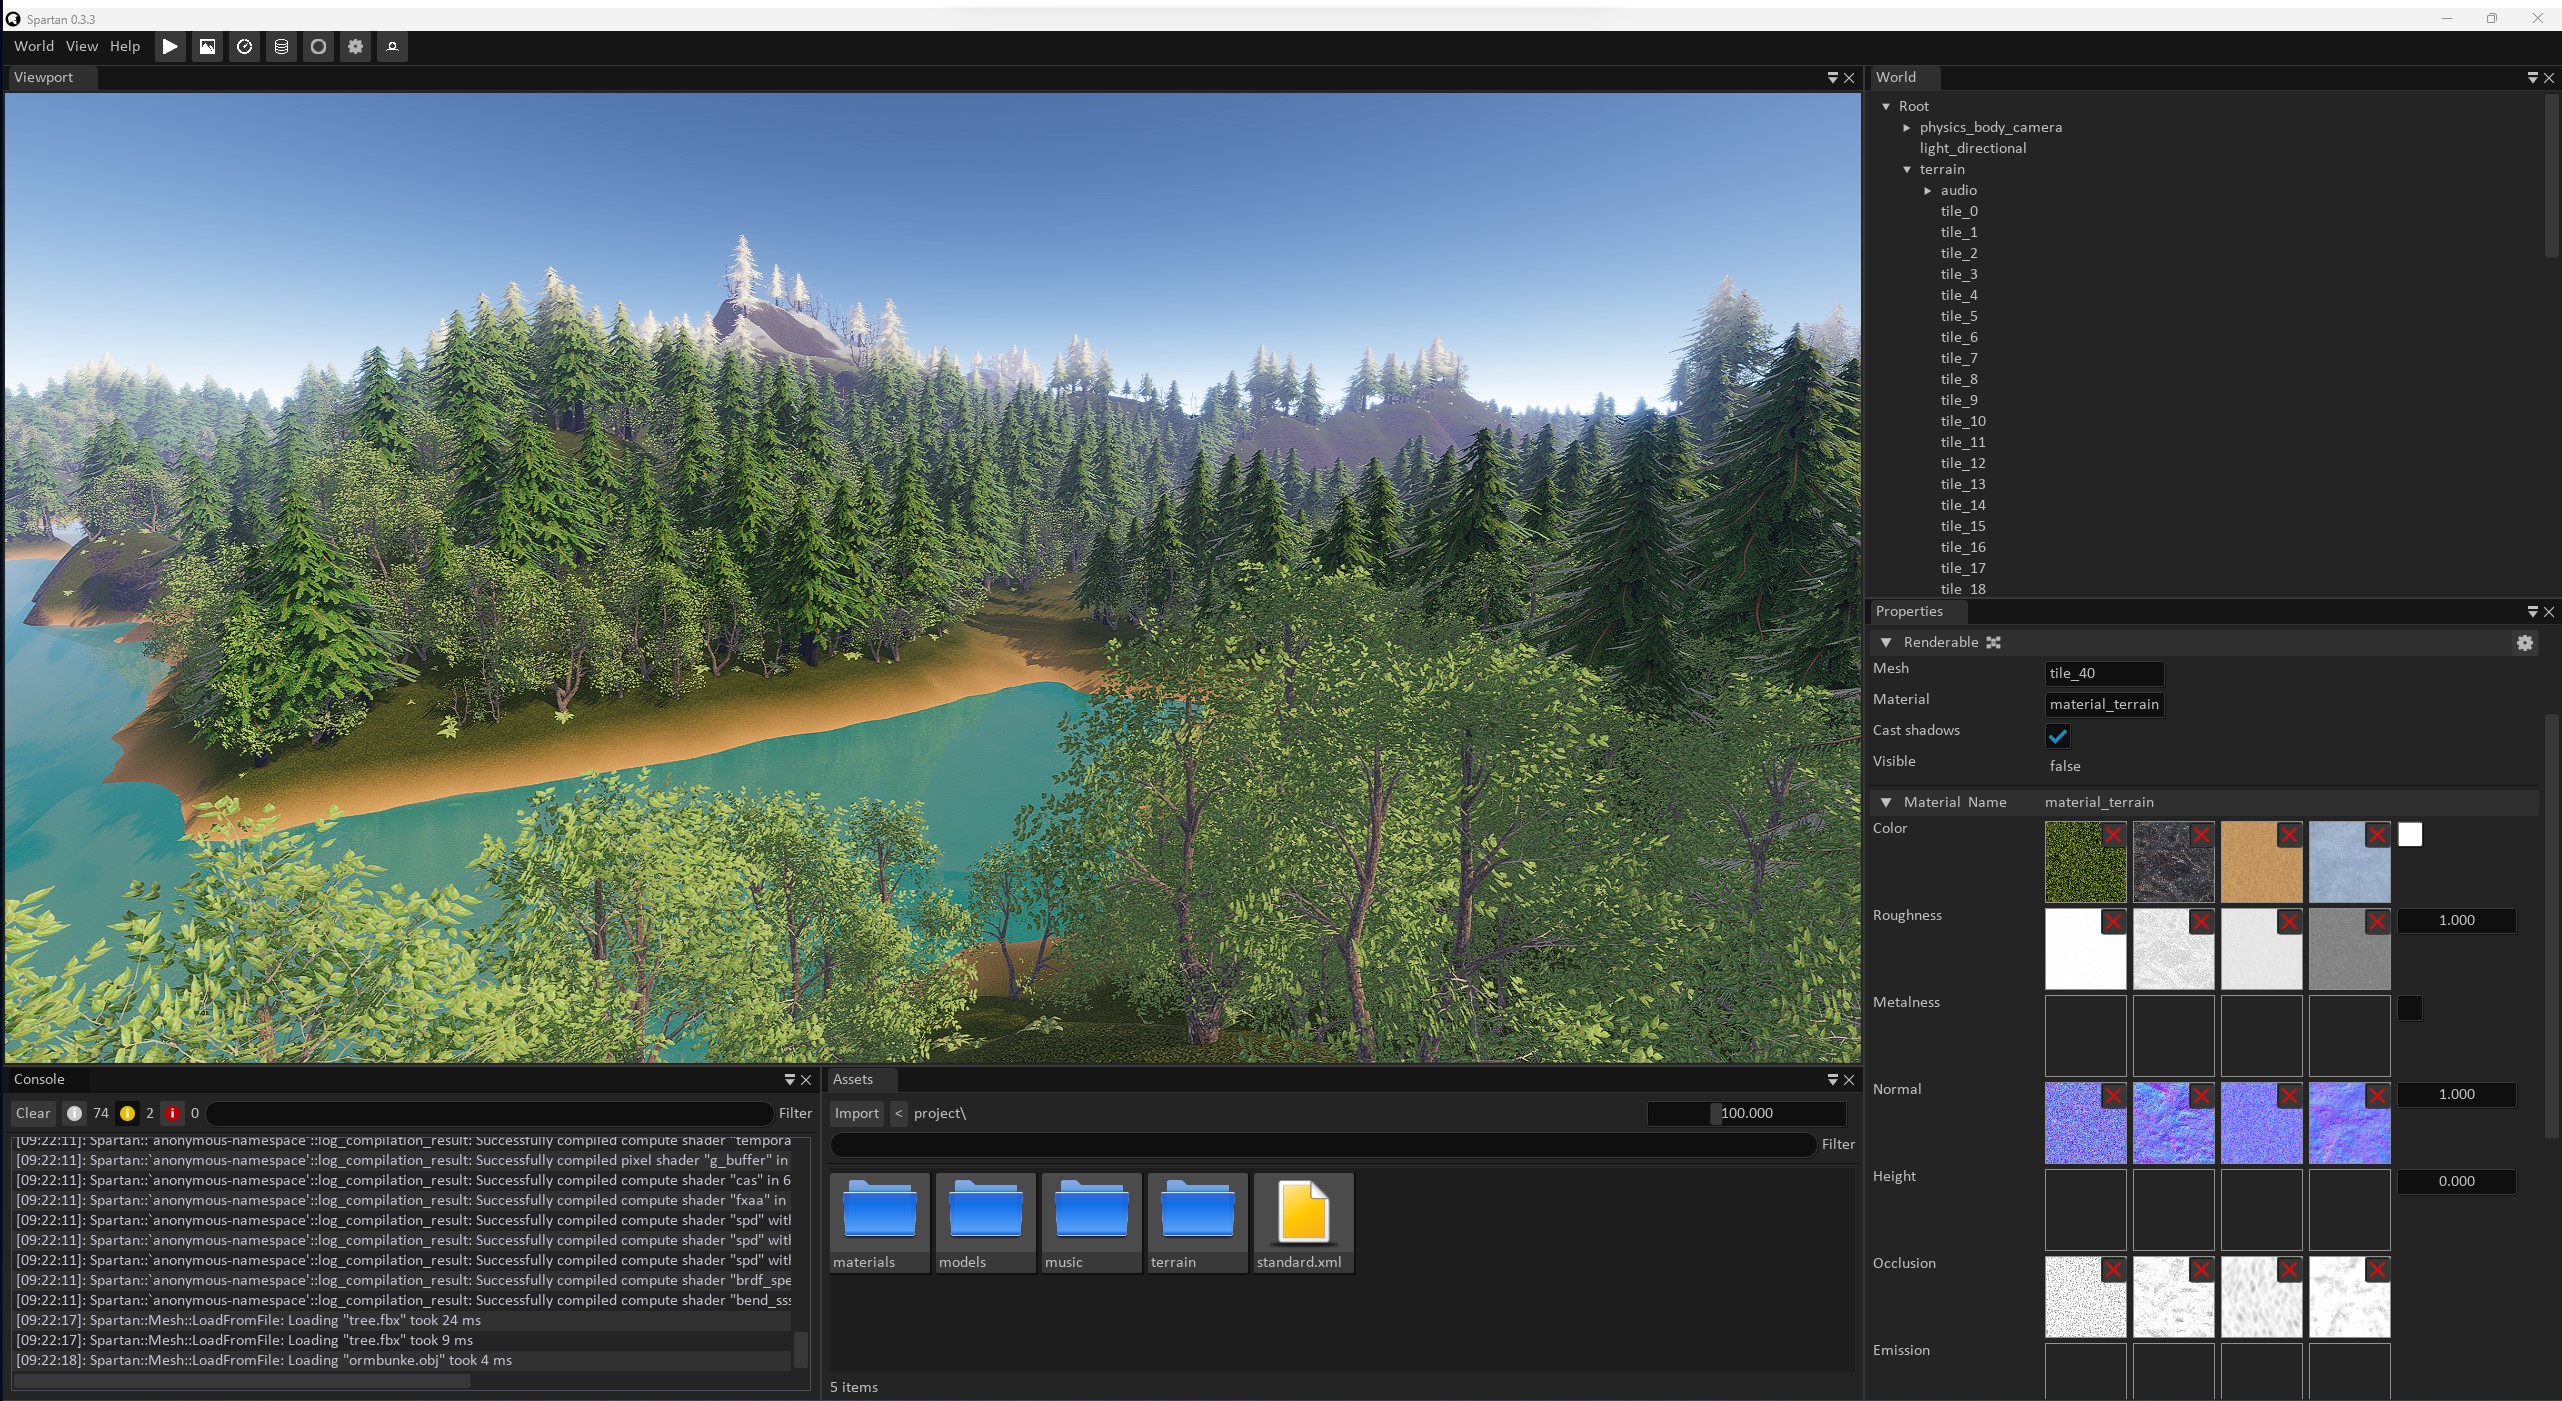 Spartan 0.3.3
World View Help
Viewport
World
Root
physics_body_camera
light_directional
terrain
audio
tile_0
tile_1
tile_2
tile_3
tile_4
tile_5
tile_6
tile_7
tile_8
tile_9
tile_10
tile_11
tile_12
tile_13
tile_14
tile_15
tile_16
tile_17
tile_18
Properties
Renderable
Mesh tile_40
Material material_terrain
Cast shadows
Visible false
Material Name material_terrain
Color
Roughness 1.000
Metalness
Normal 1.000
Height 0.000
Occlusion
Emission
Console
Clear 74 2 0 Filter
[09:22:11]: Spartan::`anonymous-namespace'::log_compilation_result: Successfully compiled compute shader "tempora
[09:22:11]: Spartan::`anonymous-namespace'::log_compilation_result: Successfully compiled pixel shader "g_buffer" in
[09:22:11]: Spartan::`anonymous-namespace'::log_compilation_result: Successfully compiled compute shader "cas" in 6
[09:22:11]: Spartan::`anonymous-namespace'::log_compilation_result: Successfully compiled compute shader "fxaa" in
[09:22:11]: Spartan::`anonymous-namespace'::log_compilation_result: Successfully compiled compute shader "spd" with
[09:22:11]: Spartan::`anonymous-namespace'::log_compilation_result: Successfully compiled compute shader "spd" with
[09:22:11]: Spartan::`anonymous-namespace'::log_compilation_result: Successfully compiled compute shader "spd" with
[09:22:11]: Spartan::`anonymous-namespace'::log_compilation_result: Successfully compiled compute shader "brdf_spe
[09:22:11]: Spartan::`anonymous-namespace'::log_compilation_result: Successfully compiled compute shader "bend_sss
[09:22:17]: Spartan::Mesh::LoadFromFile: Loading "tree.fbx" took 24 ms
[09:22:17]: Spartan::Mesh::LoadFromFile: Loading "tree.fbx" took 9 ms
[09:22:18]: Spartan::Mesh::LoadFromFile: Loading "ormbunke.obj" took 4 ms
Assets
Import < project\ 100.000
Filter
materials models music terrain standard.xml
5 items